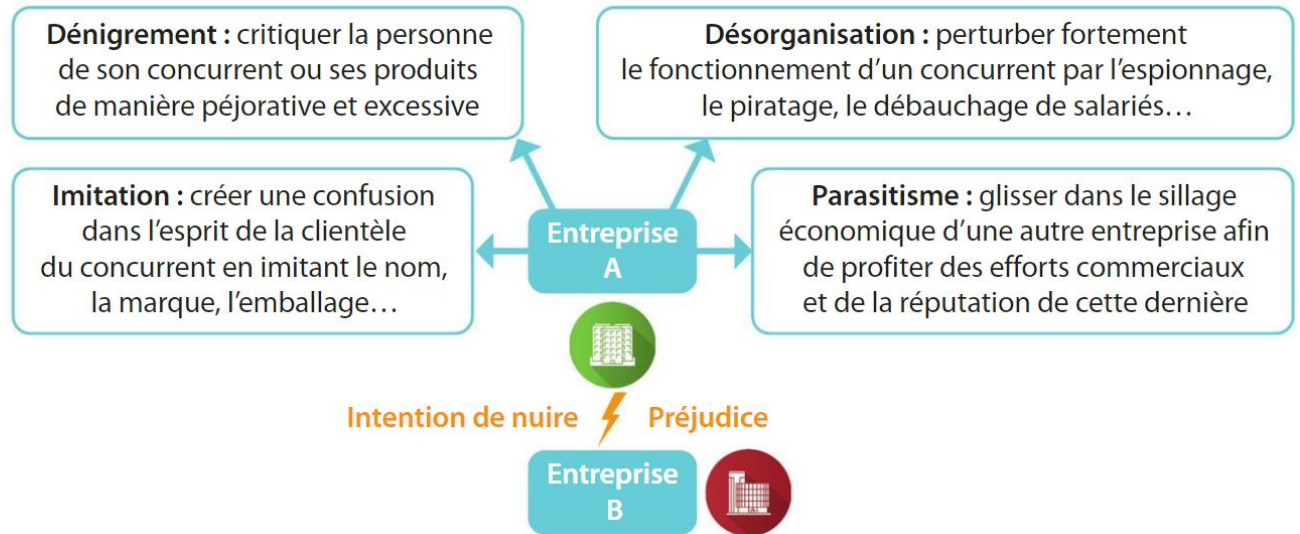 Dénigrement : critiquer la personne
de son concurrent ou ses produits
de manière péjorative et excessive
Désorganisation : perturber fortement
le fonctionnement d’un concurrent par l’espionnage,
le piratage, le débauchage de salariés…
Imitation : créer une confusion
dans l’esprit de la clientèle
du concurrent en imitant le nom,
la marque, l’emballage…
Entreprise
A
Parasitisme : glisser dans le sillage
économique d’une autre entreprise afin
de profiter des efforts commerciaux
et de la réputation de cette dernière
Intention de nuire
Préjudice
Entreprise
B